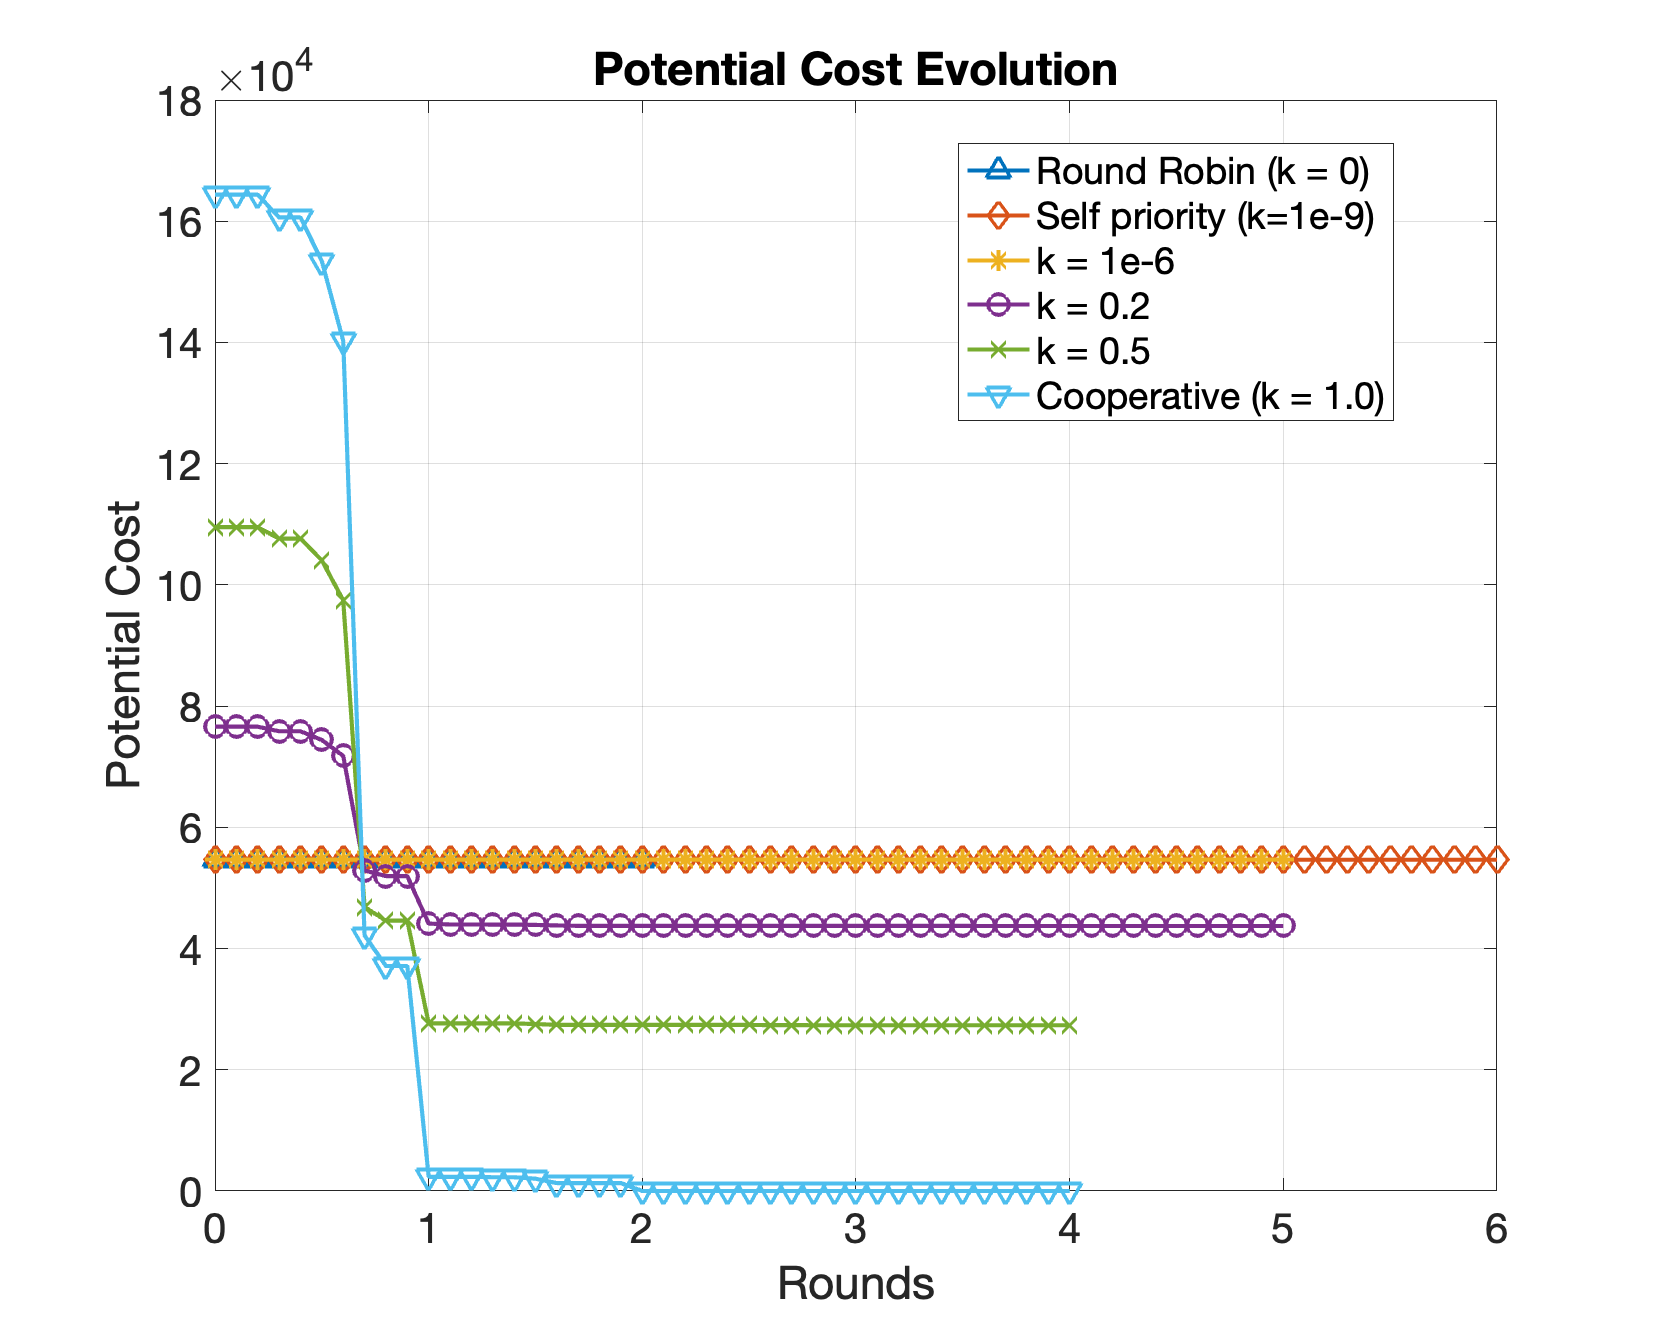 Potential Cost Evolution
×10^4
18
16
14
12
10
8
6
4
2
0
Potential Cost
Round Robin (k = 0)
Self priority (k=1e-9)
k = 1e-6
k = 0.2
k = 0.5
Cooperative (k = 1.0)
0 1 2 3 4 5 6
Rounds